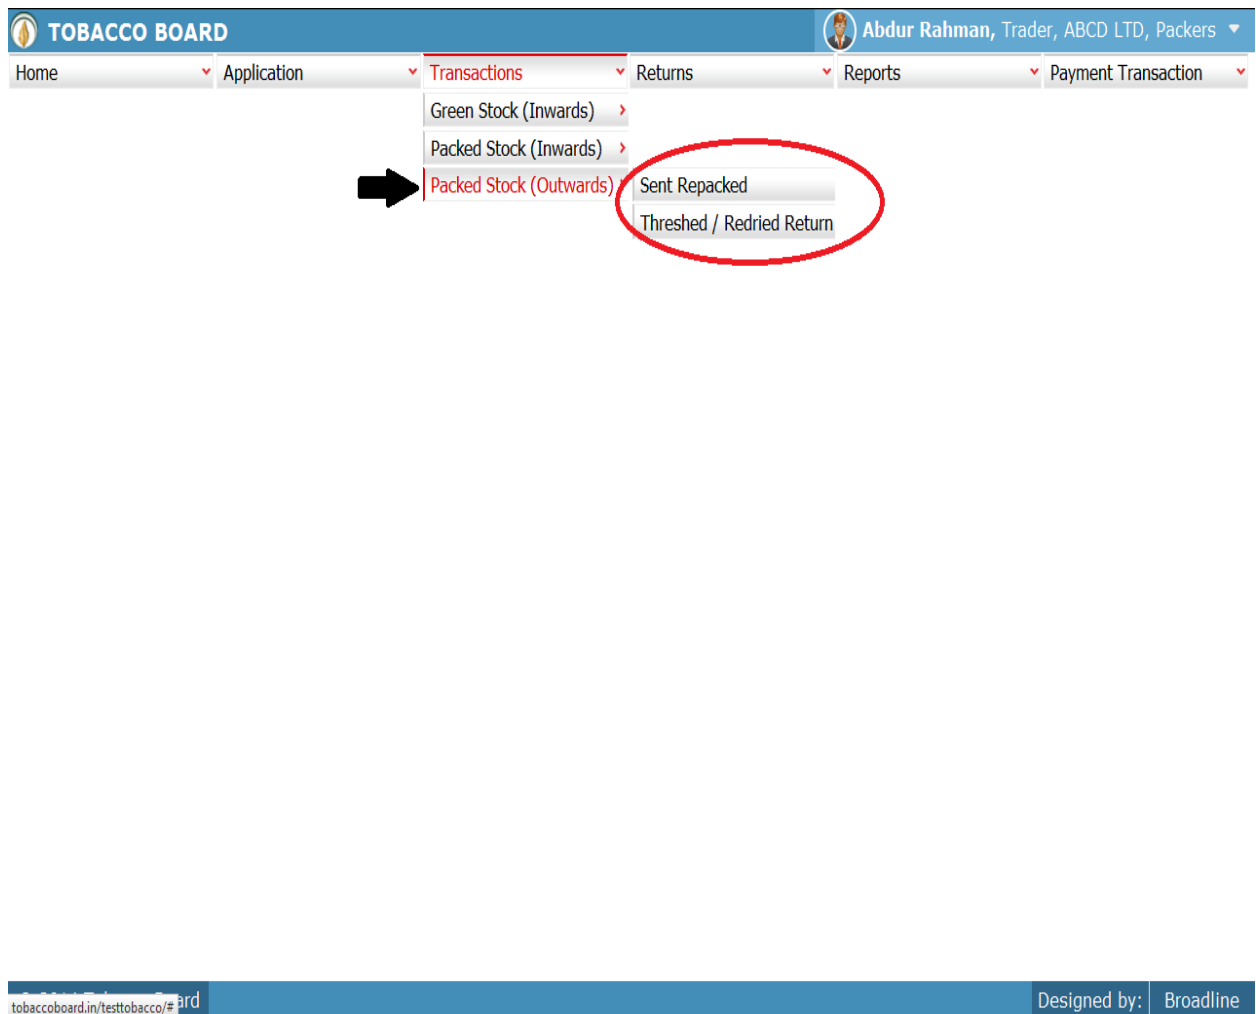 TOBACCO BOARD
Abdur Rahman, Trader, ABCD LTD, Packers
Home Application Transactions Returns Reports Payment Transaction
Green Stock (Inwards)
Packed Stock (Inwards)
Packed Stock (Outwards) Sent Repacked
Threshed / Redried Return
tobaccoboard.in/testtobacco/# ard Designed by: Broadline